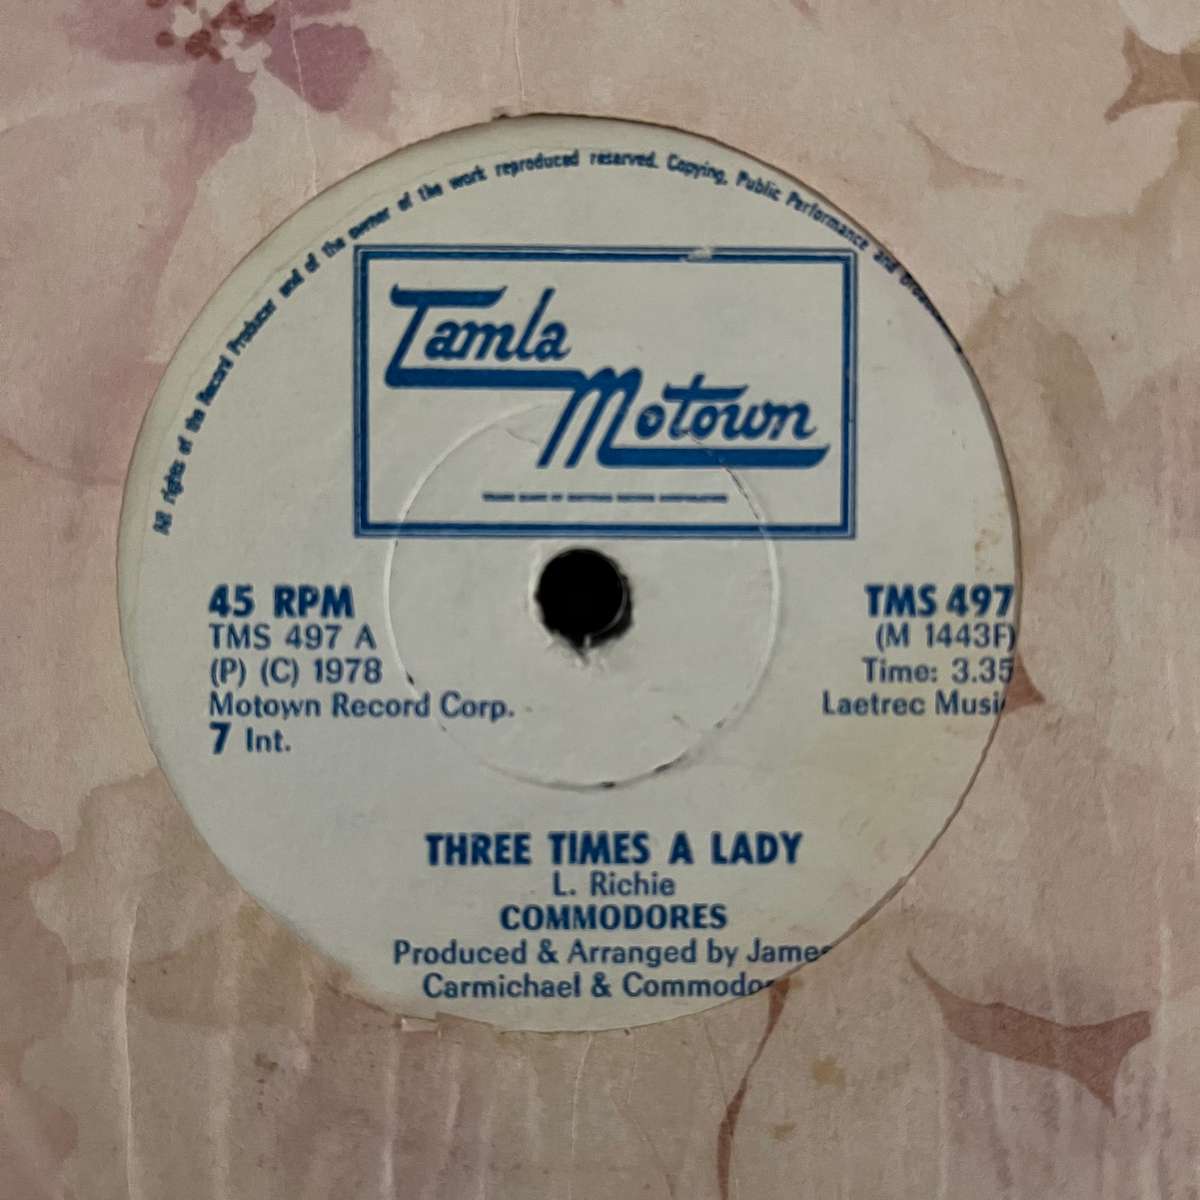 All rights of the Record Producer and of the owner of the work reproduced reserved. Copying, Public Performance and
Tamla
Motown
45 RPM
TMS 497 A
(P) (C) 1978
Motown Record Corp.
7 Int.
TMS 497
(M 1443F)
Time: 3.35
Laetrec Musi
THREE TIMES A LADY
L. Richie
COMMODORES
Produced & Arranged by James
Carmichael & Commodor